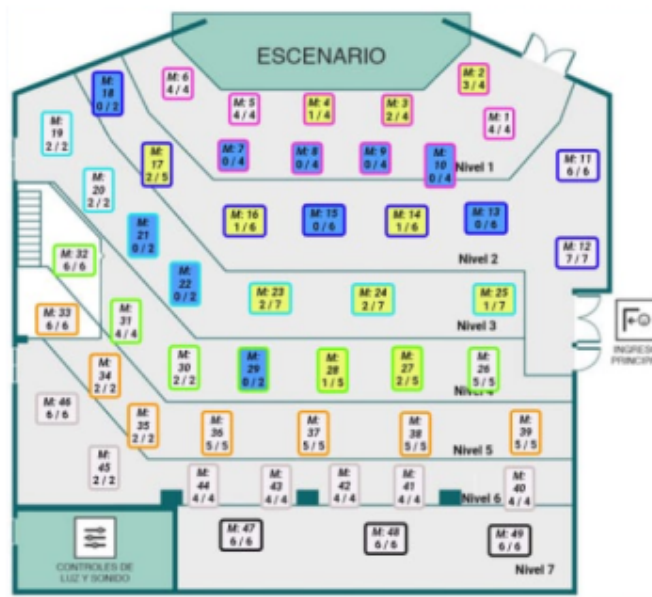 ESCENARIO
M: 6
4 / 4
M: 2
3 / 4
M:
18
0 / 2
M: 5
4 / 4
M: 4
1 / 4
M: 3
2 / 4
M: 1
4 / 4
M:
19
2 / 2
M:
17
2 / 5
M: 7
0 / 4
M: 8
0 / 4
M: 9
0 / 4
M:
10
0 / 4
Nivel 1
M: 11
6 / 6
M:
20
2 / 2
M: 16
1 / 6
M: 15
0 / 6
M: 14
1 / 6
M: 13
0 / 6
M:
21
0 / 2
M: 12
7 / 7
M: 32
6 / 6
Nivel 2
M:
22
0 / 2
M: 23
2 / 7
M: 24
2 / 7
M: 25
1 / 7
M: 33
6 / 6
M:
31
4 / 4
Nivel 3
INGRESO
PRINCIPA
M:
34
2 / 2
M:
30
2 / 2
M:
29
0 / 2
M:
28
1 / 5
M:
27
2 / 5
M:
26
5 / 5
M: 46
6 / 6
M:
35
2 / 2
M:
36
5 / 5
M:
37
5 / 5
M:
38
5 / 5
M:
39
5 / 5
Nivel 5
M:
45
2 / 2
M:
44
4 / 4
M:
43
4 / 4
M:
42
4 / 4
M:
41
4 / 4
M:
40
4 / 4
Nivel 6
M: 47
6 / 6
M: 48
6 / 6
M: 49
6 / 6
CONTROLES DE
LUZ Y SONIDO
Nivel 7